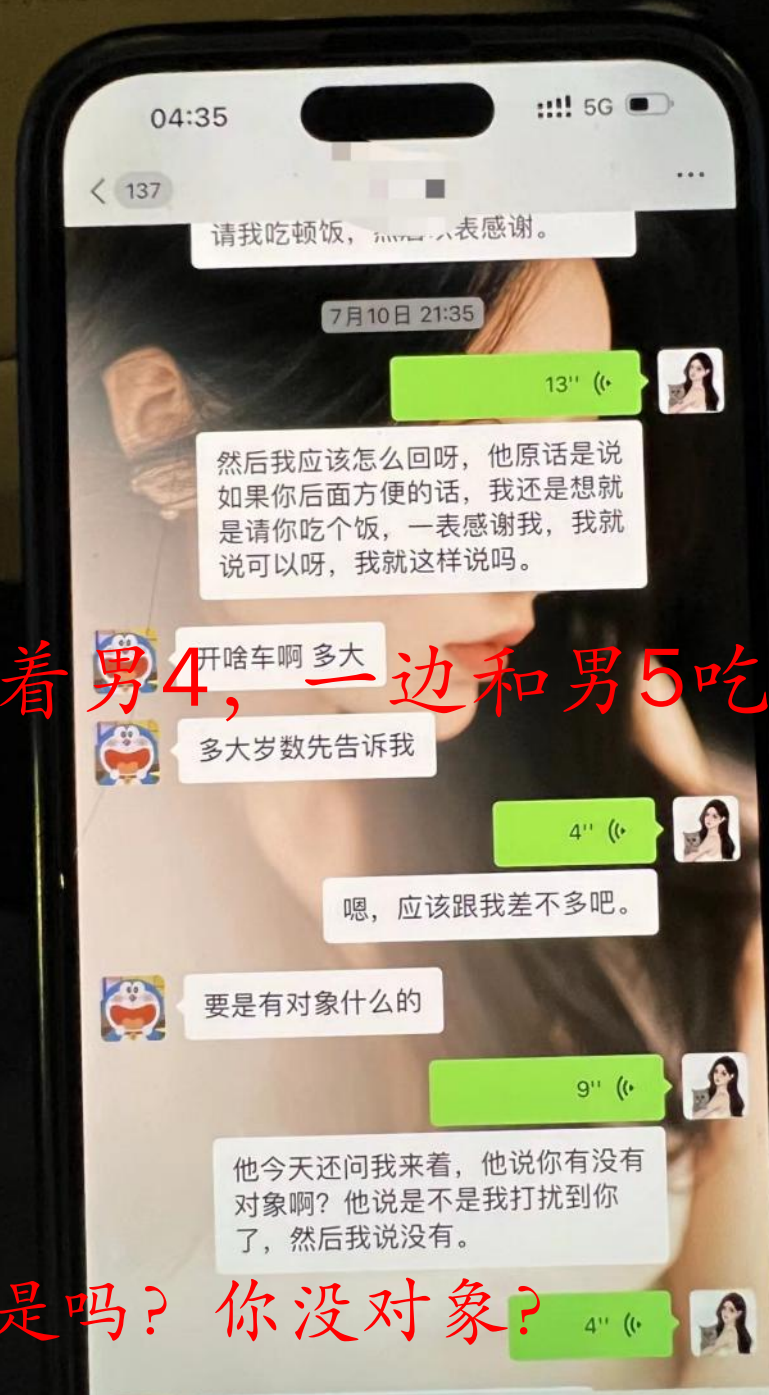 04:35
5G
137
请我吃顿饭，
表感谢。
7月10日 21:35
13''
然后我应该怎么回呀，他原话是说
如果你后面方便的话，我还是想就
是请你吃个饭，一表感谢我，我就
说可以呀，我就这样说吗。
开啥车啊 多大
着男4，一边和男5吃
多大岁数先告诉我
4''
嗯，应该跟我差不多吧。
要是有对象什么的
9''
他今天还问我来着，他说你有没有
对象啊？他说是不是我打扰到你
了，然后我说没有。
是吗？你没对象？
4''